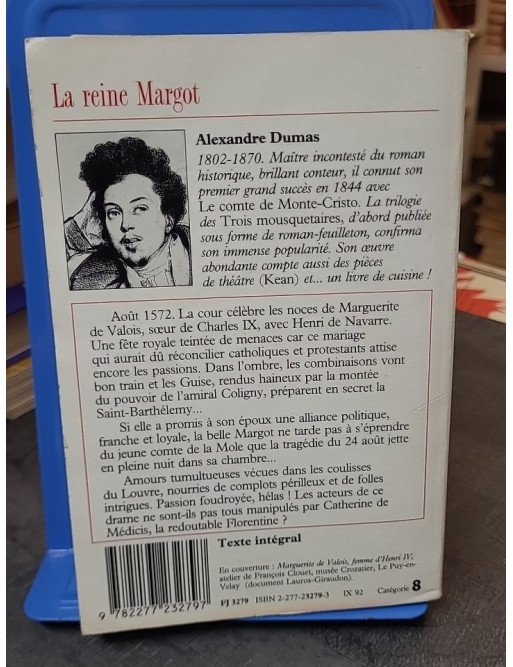 La reine Margot
Alexandre Dumas
1802-1870. Maître incontesté du roman
historique, brillant conteur, il connut son
premier grand succès en 1844 avec
Le comte de Monte-Cristo. La trilogie
des Trois mousquetaires, d'abord publiée
sous forme de roman-feuilleton, confirma
son immense popularité. Son œuvre
abondante compte aussi des pièces
de théâtre (Kean) et... un livre de cuisine !
Août 1572. La cour célèbre les noces de Marguerite
de Valois, sœur de Charles IX, avec Henri de Navarre.
Une fête royale teintée de menaces car ce mariage
qui aurait dû réconcilier catholiques et protestants attise
encore les passions. Dans l'ombre, les combinaisons vont
bon train et les Guise, rendus haineux par la montée
du pouvoir de l'amiral Coligny, préparent en secret la
Saint-Barthélemy...
Si elle a promis à son époux une alliance politique,
franche et loyale, la belle Margot ne tarde pas à s'éprendre
du jeune comte de la Mole que la tragédie du 24 août jette
en pleine nuit dans sa chambre...
Amours tumultueuses vécues dans les coulisses
du Louvre, nourries de complots périlleux et de folles
intrigues. Passion foudroyée, hélas ! Les acteurs de ce
drame ne sont-ils pas tous manipulés par Catherine de
Médicis, la redoutable Florentine ?
Texte intégral
En couverture : Marguerite de Valois, femme d'Henri IV,
atelier de François Clouet, musée Crozatier, Le Puy-en-
Velay (document Lauros-Giraudon).
9 782277 232797
FJ 3279 ISBN 2-277-23279-3 IX 92 Catégorie 8